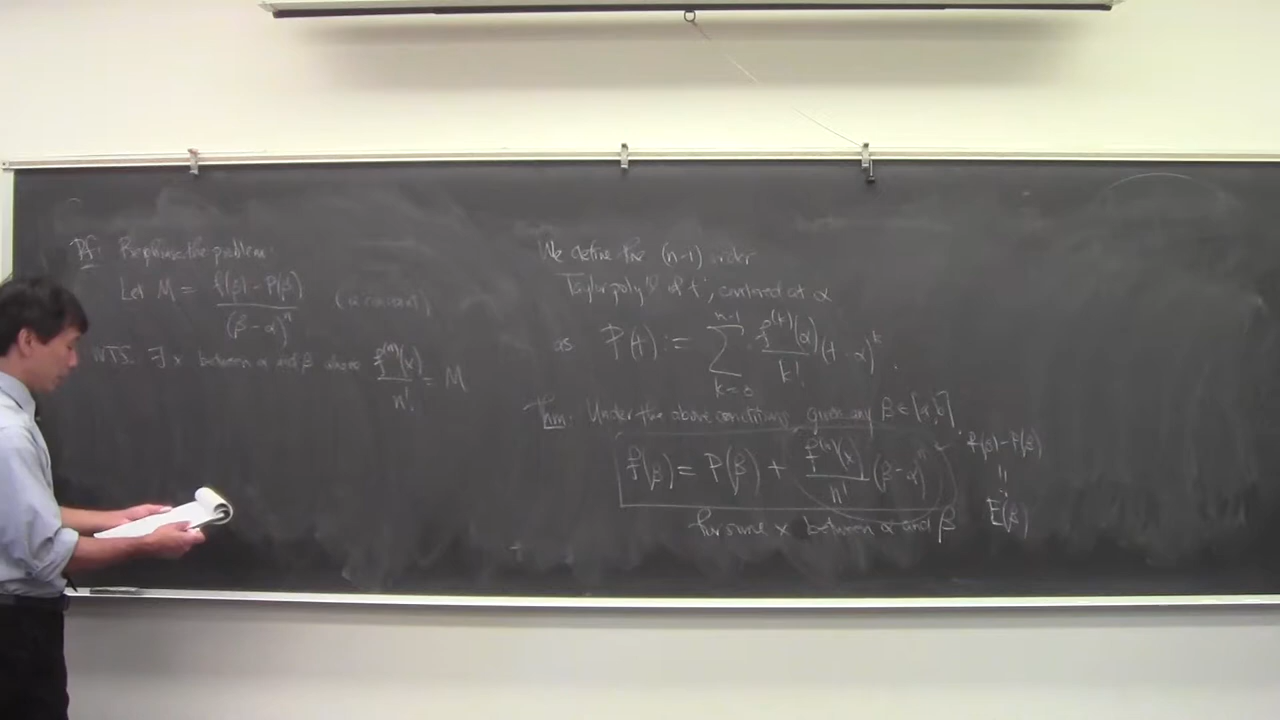 Pf: Rephrase the problem:
Let M = (f(β) - P(β)) / (β-α)^n (a constant)
WTS: ∃ x between α and β where f^(n)(x) / n! = M
We define the (n-1) order
Taylor poly'l of f, centered at α
as P(t) := Σ_{k=0}^{n-1} f^(k)(α) / k! (t-α)^k.
Thm: Under the above conditions, given any β ∈ [a,b]
f(β) = P(β) + f^(n)(x) / n! (β-α)^n
for some x between α and β
f(β) - P(β)
=
E(β)